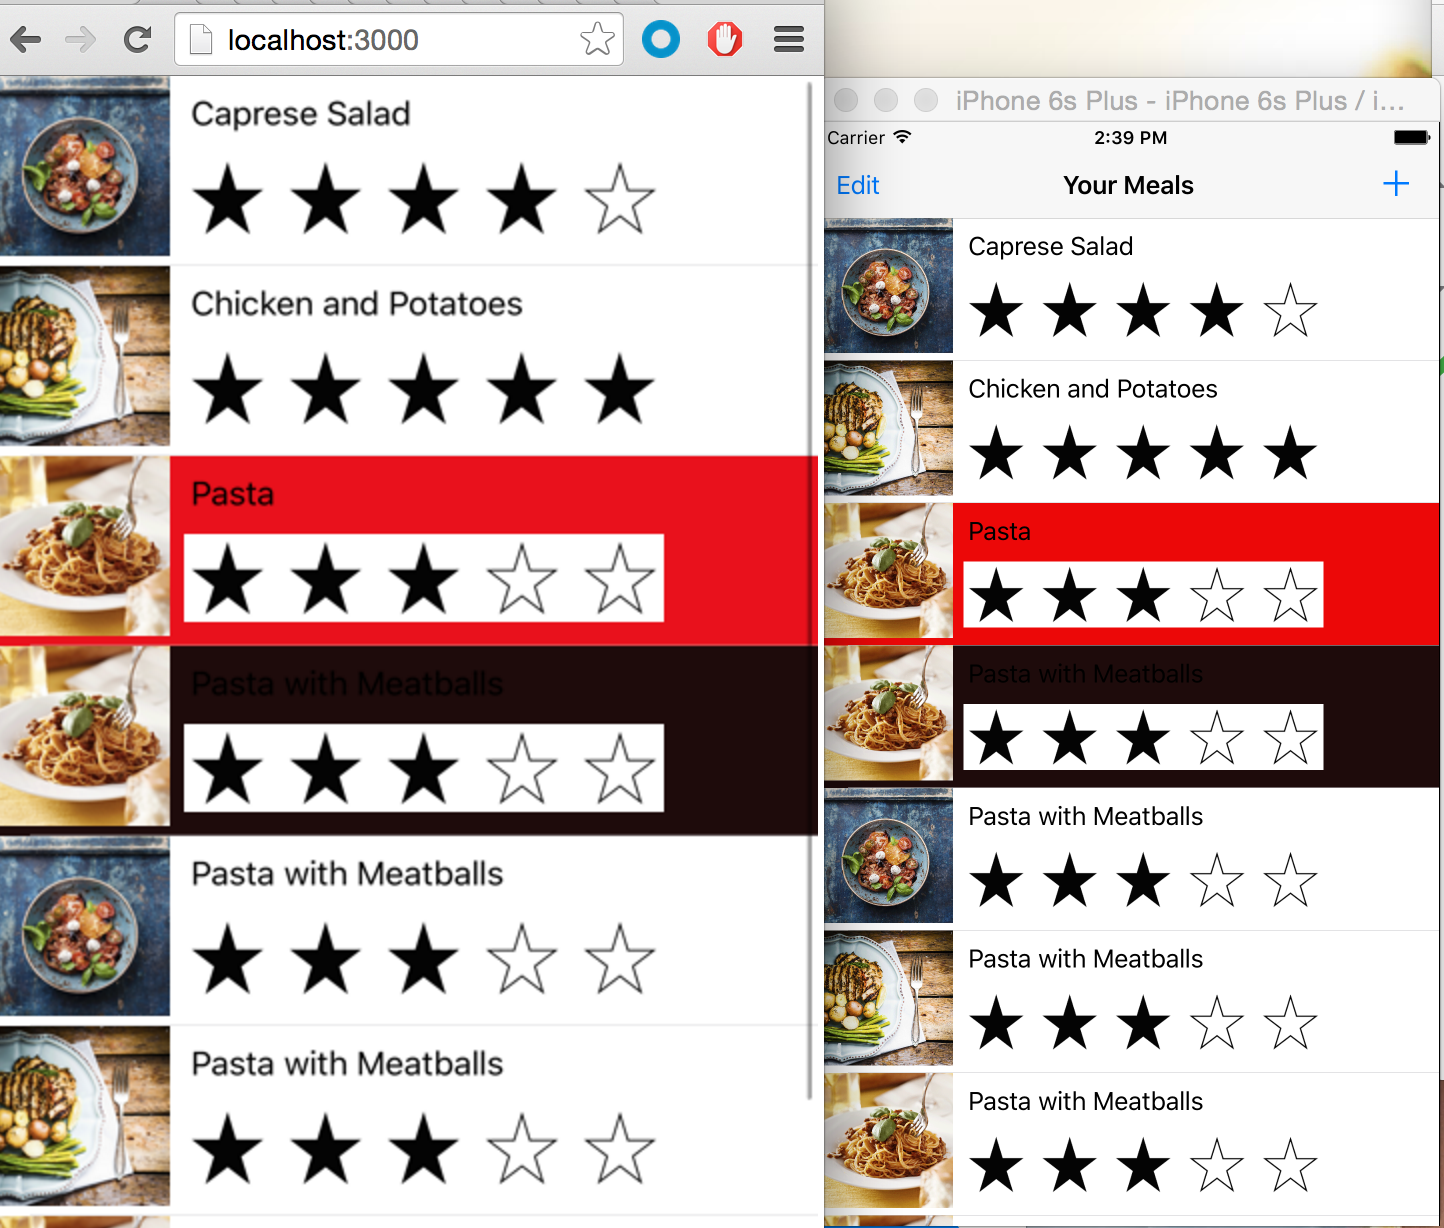 localhost:3000
Caprese Salad
Chicken and Potatoes
Pasta
Pasta with Meatballs
Pasta with Meatballs
Pasta with Meatballs
iPhone 6s Plus - iPhone 6s Plus / i...
Carrier 2:39 PM
Edit Your Meals +
Caprese Salad
Chicken and Potatoes
Pasta
Pasta with Meatballs
Pasta with Meatballs
Pasta with Meatballs
Pasta with Meatballs